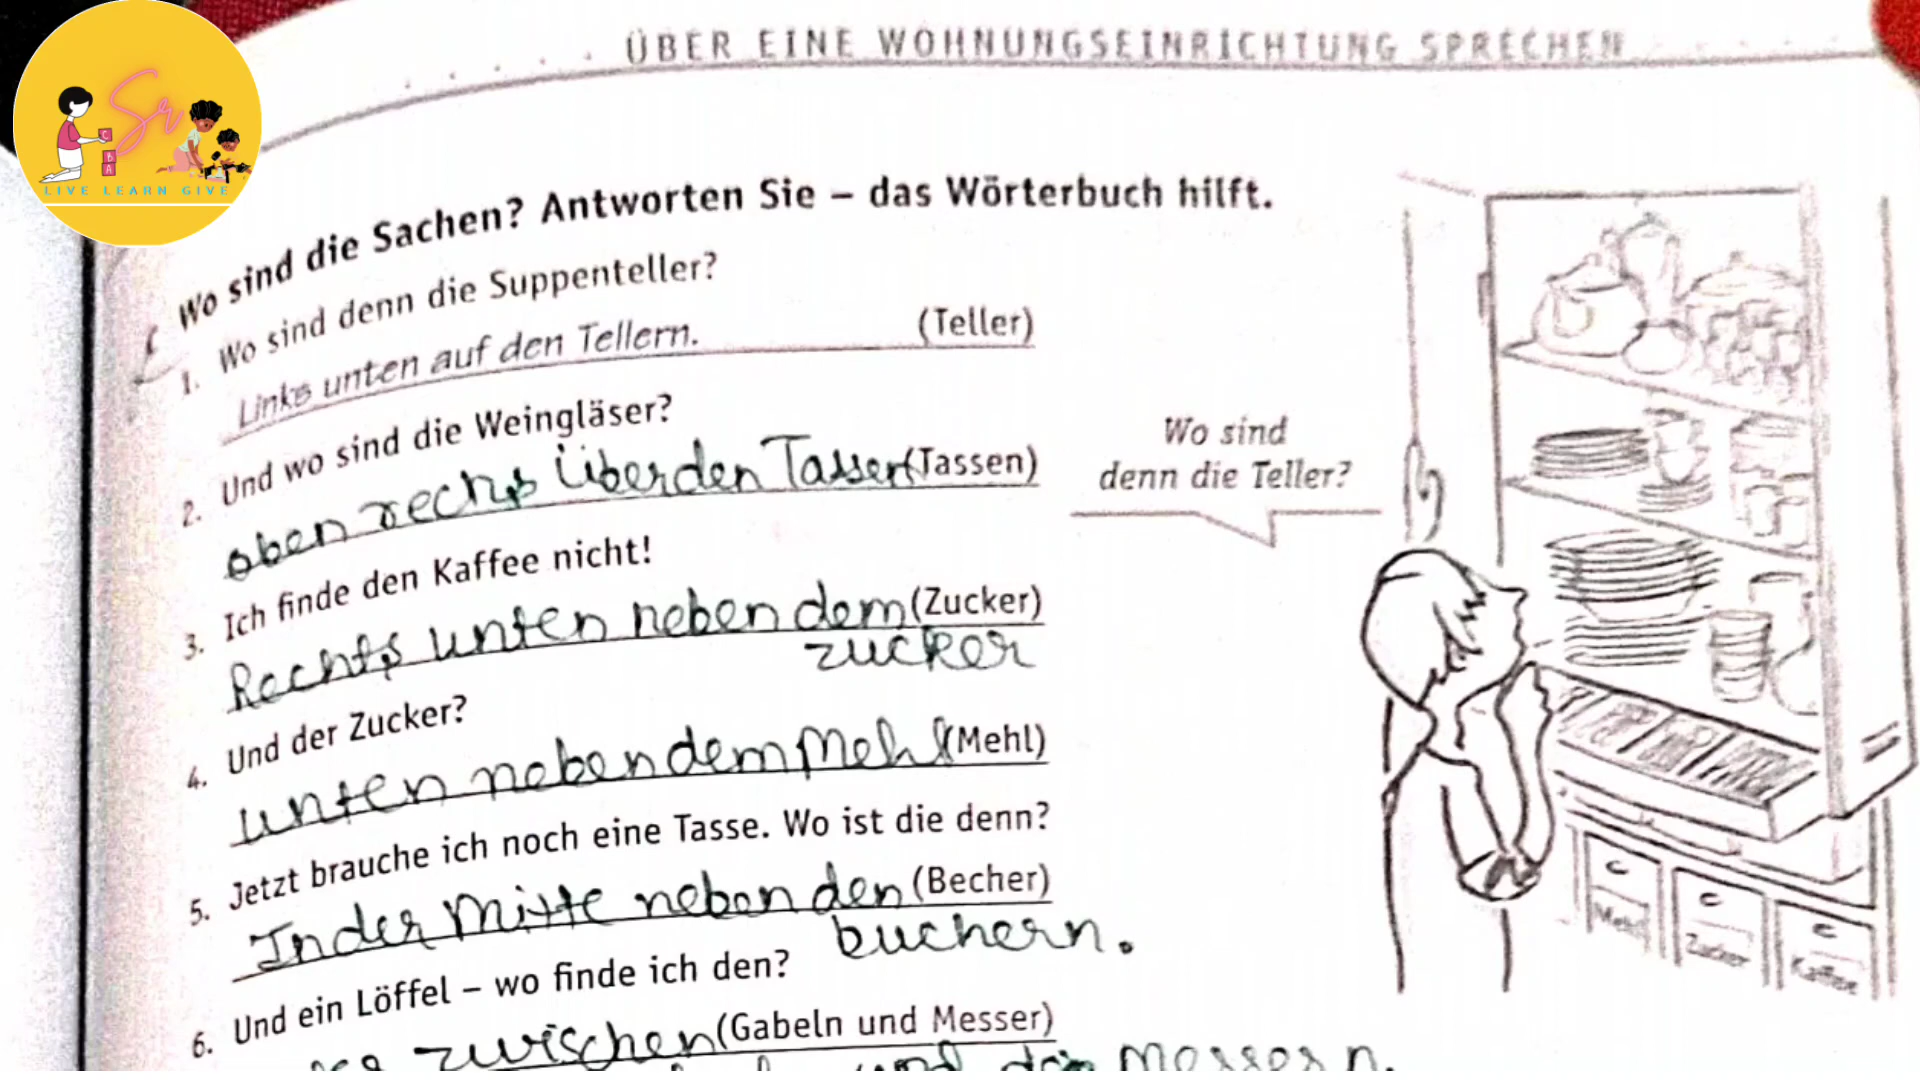 Sr
LIVE LEARN GIVE
ÜBER EINE WOHNUNGSEINRICHTUNG SPRECHEN
Wo sind die Sachen? Antworten Sie – das Wörterbuch hilft.
1. Wo sind denn die Suppenteller?
Links unten auf den Tellern. (Teller)
2. Und wo sind die Weingläser?
oben rechts über den Tassen (Tassen)
3. Ich finde den Kaffee nicht!
Rechts unten neben dem (Zucker)
zucker
4. Und der Zucker?
unten neben dem Mehl (Mehl)
5. Jetzt brauche ich noch eine Tasse. Wo ist die denn?
In der Mitte neben den (Becher)
buchern.
6. Und ein Löffel – wo finde ich den?
zwischen (Gabeln und Messer)
und den Messern.
Wo sind
denn die Teller?
Mehl
Zucker
Kaffee